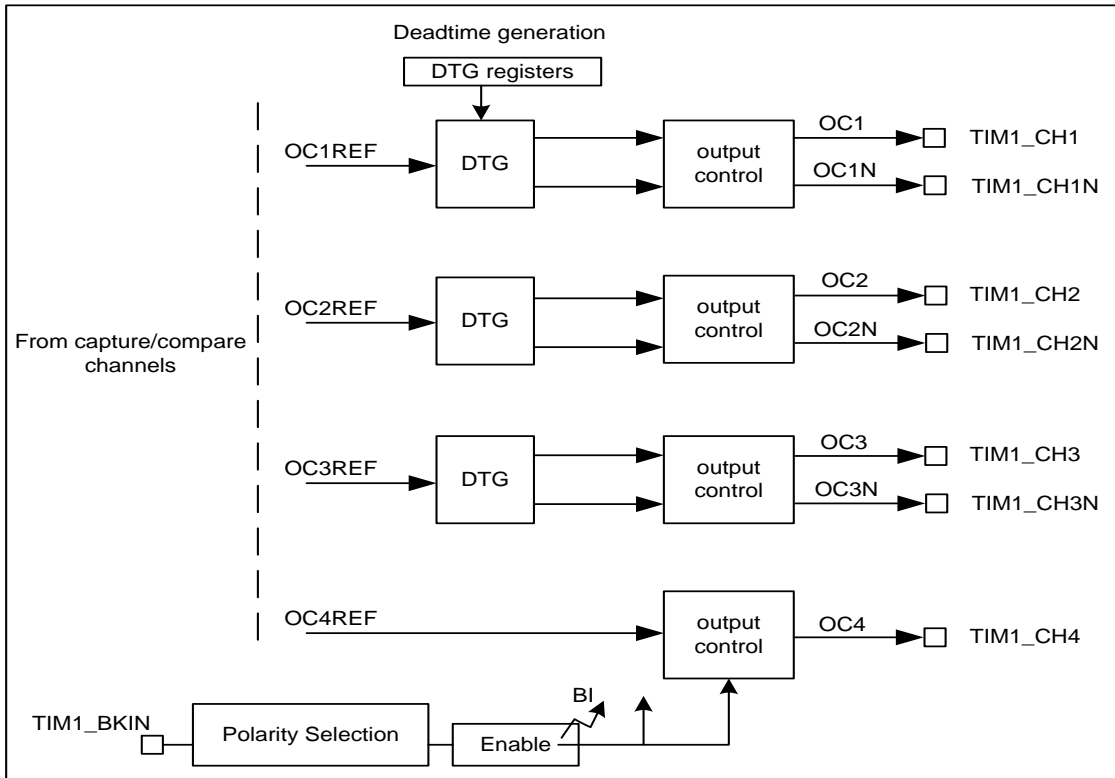 Deadtime generation
DTG registers
OC1REF
DTG
output
control
OC1
OC1N
TIM1_CH1
TIM1_CH1N
OC2REF
DTG
output
control
OC2
OC2N
TIM1_CH2
TIM1_CH2N
From capture/compare
channels
OC3REF
DTG
output
control
OC3
OC3N
TIM1_CH3
TIM1_CH3N
OC4REF
output
control
OC4
TIM1_CH4
BI
TIM1_BKIN
Polarity Selection
Enable